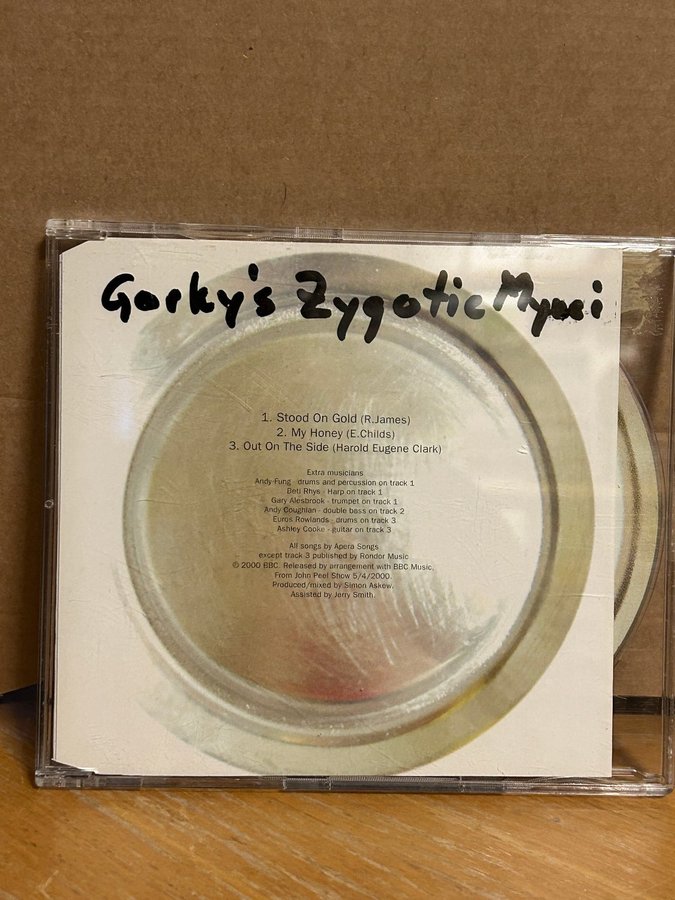 Gorky's Zygotic Mynci
1. Stood On Gold (R.James)
2. My Honey (E.Childs)
3. Out On The Side (Harold Eugene Clark)
Extra musicians
Andy Fung - drums and percussion on track 1
Beti Rhys - Harp on track 1
Gary Alesbrook - trumpet on track 1
Andy Coughlan - double bass on track 2
Euros Rowlands - drums on track 3
Ashley Cooke - guitar on track 3
All songs by Apera Songs
except track 3 published by Rondor Music
© 2000 BBC. Released by arrangement with BBC Music.
From John Peel Show 5/4/2000.
Produced/mixed by Simon Askew.
Assisted by Jerry Smith.